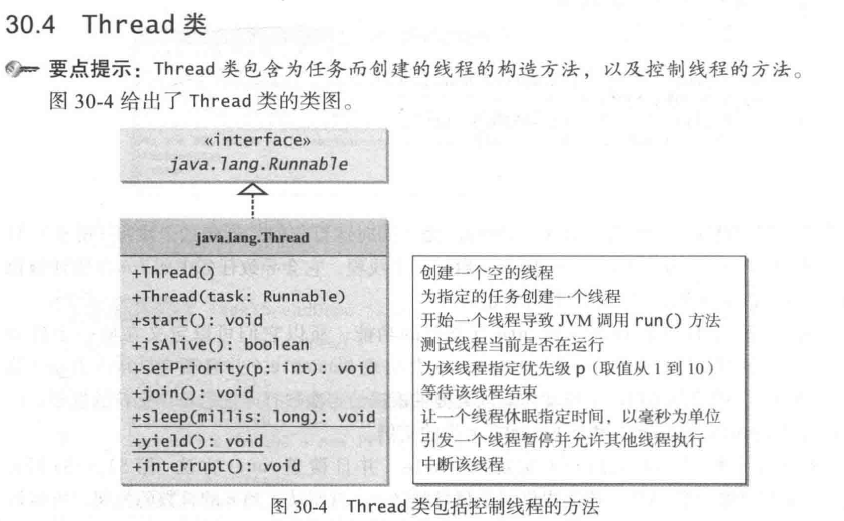 30.4 Thread 类
要点提示：Thread 类包含为任务而创建的线程的构造方法，以及控制线程的方法。
图 30-4 给出了 Thread 类的类图。
«interface»
java.lang.Runnable
java.lang.Thread
+Thread()
+Thread(task: Runnable)
+start(): void
+isAlive(): boolean
+setPriority(p: int): void
+join(): void
+sleep(millis: long): void
+yield(): void
+interrupt(): void
创建一个空的线程
为指定的任务创建一个线程
开始一个线程导致 JVM 调用 run() 方法
测试线程当前是否在运行
为该线程指定优先级 p（取值从 1 到 10）
等待该线程结束
让一个线程休眠指定时间，以毫秒为单位
引发一个线程暂停并允许其他线程执行
中断该线程
图 30-4 Thread 类包括控制线程的方法